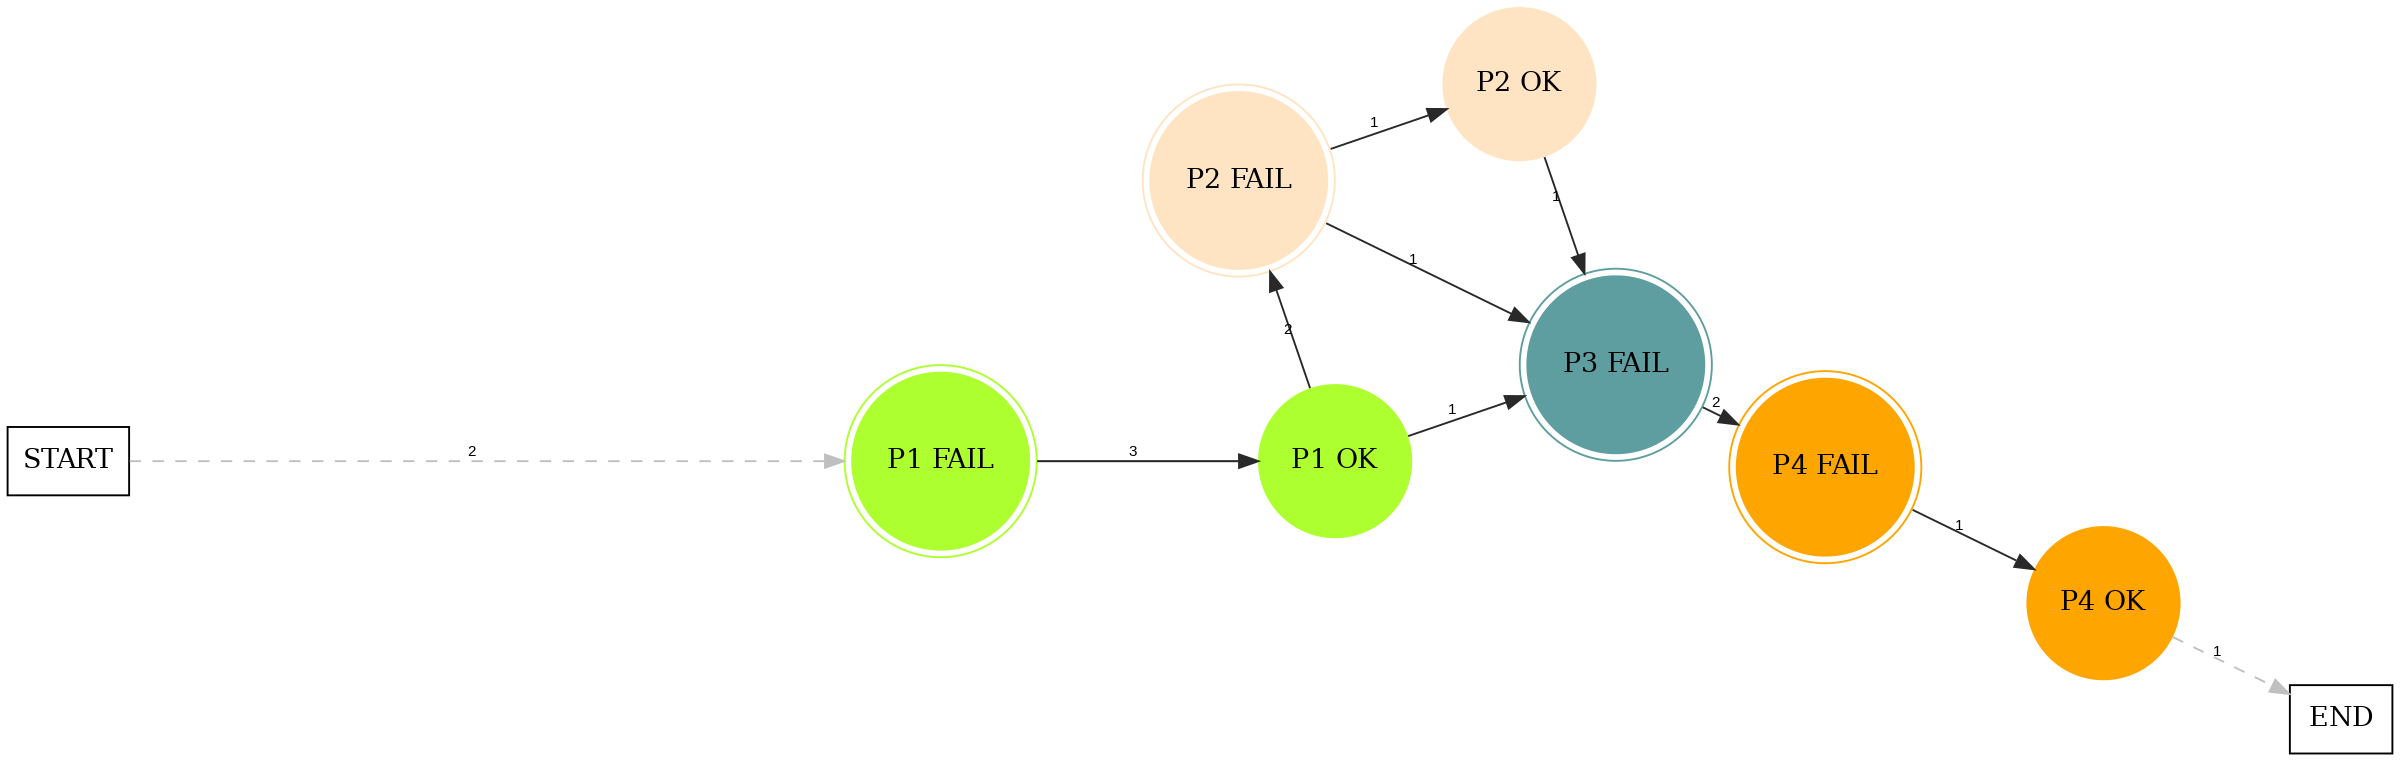 P2 OK
1
P2 FAIL
1
1
2
P3 FAIL
1
2
START
2
P1 FAIL
3
P1 OK
P4 FAIL
1
P4 OK
1
END